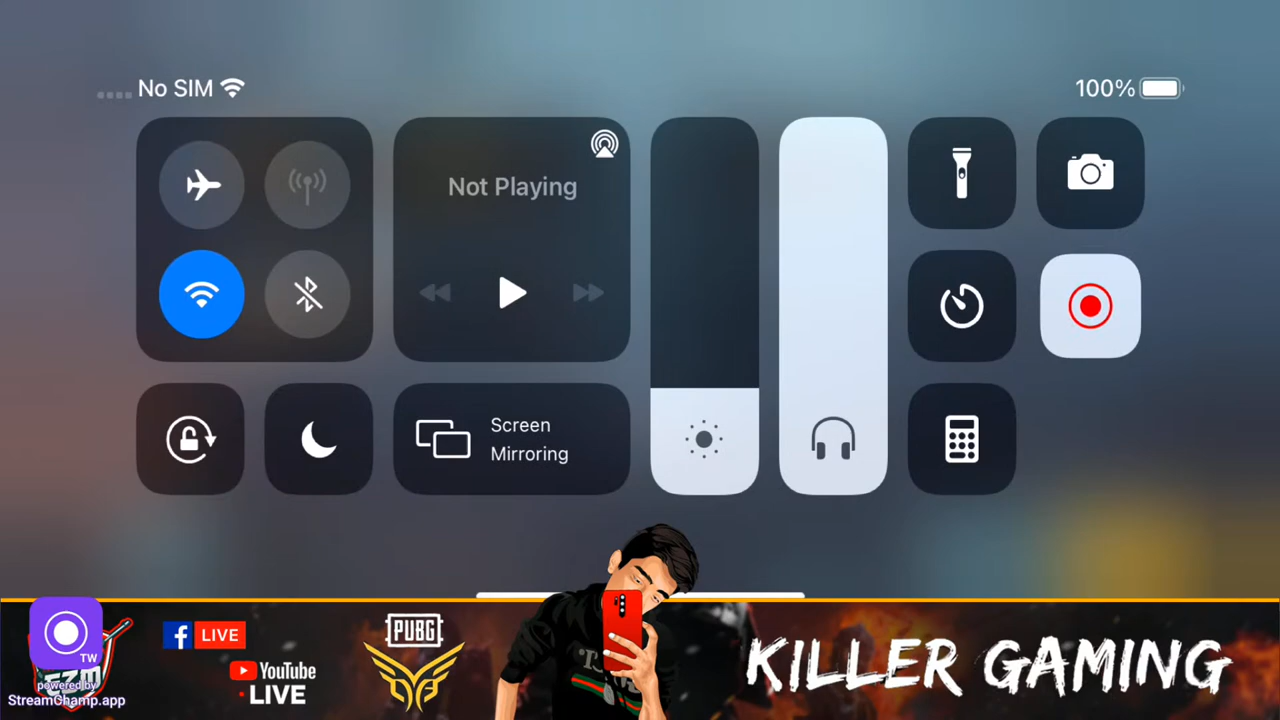 No SIM
100%
Not Playing
Screen
Mirroring
TW
powered by
StreamChamp.app
LIVE
YouTube
LIVE
PUBG
KILLER GAMING